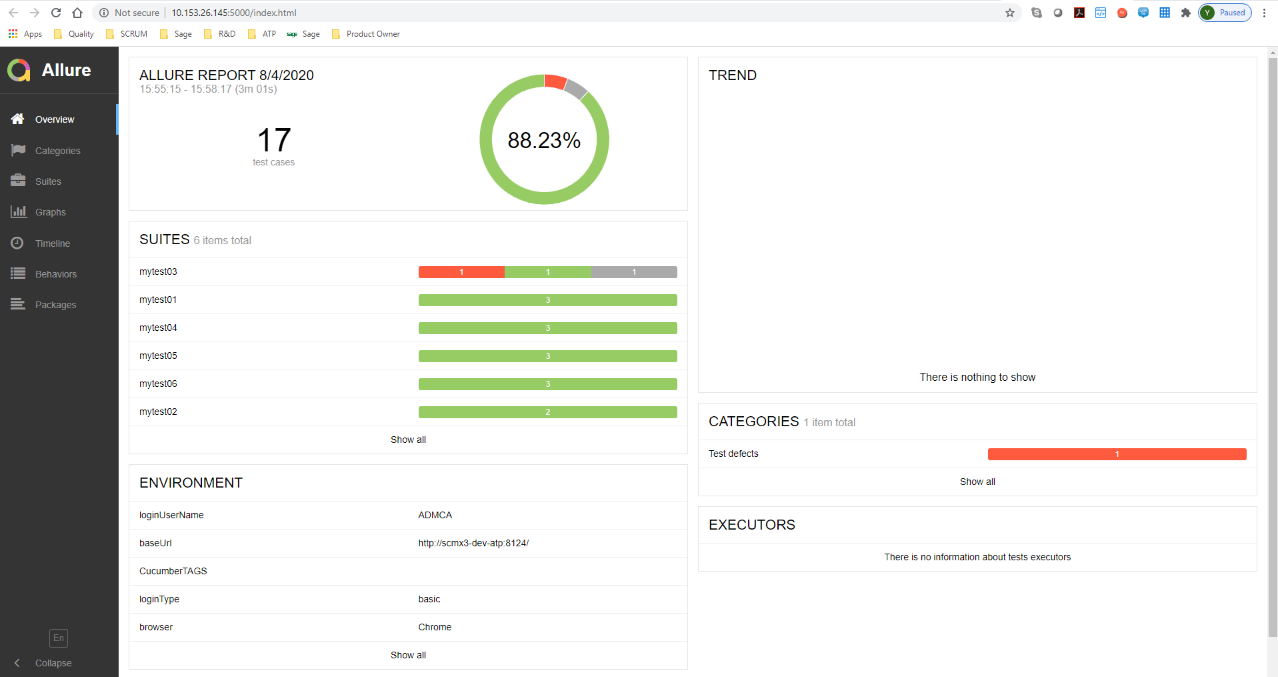 Not secure | 10.153.26.145:5000/index.html
Y Paused
Apps Quality SCRUM Sage R&D ATP sage Sage Product Owner
Allure
Overview
Categories
Suites
Graphs
Timeline
Behaviors
Packages
En
Collapse
ALLURE REPORT 8/4/2020
15:55:15 - 15:58:17 (3m 01s)
17
test cases
88.23%
SUITES 6 items total
mytest03 1 1 1
mytest01 3
mytest04 3
mytest05 3
mytest06 3
mytest02 2
Show all
ENVIRONMENT
loginUserName ADMCA
baseUrl http://scmx3-dev-atp:8124/
CucumberTAGS
loginType basic
browser Chrome
Show all
TREND
There is nothing to show
CATEGORIES 1 item total
Test defects 1
Show all
EXECUTORS
There is no information about tests executors